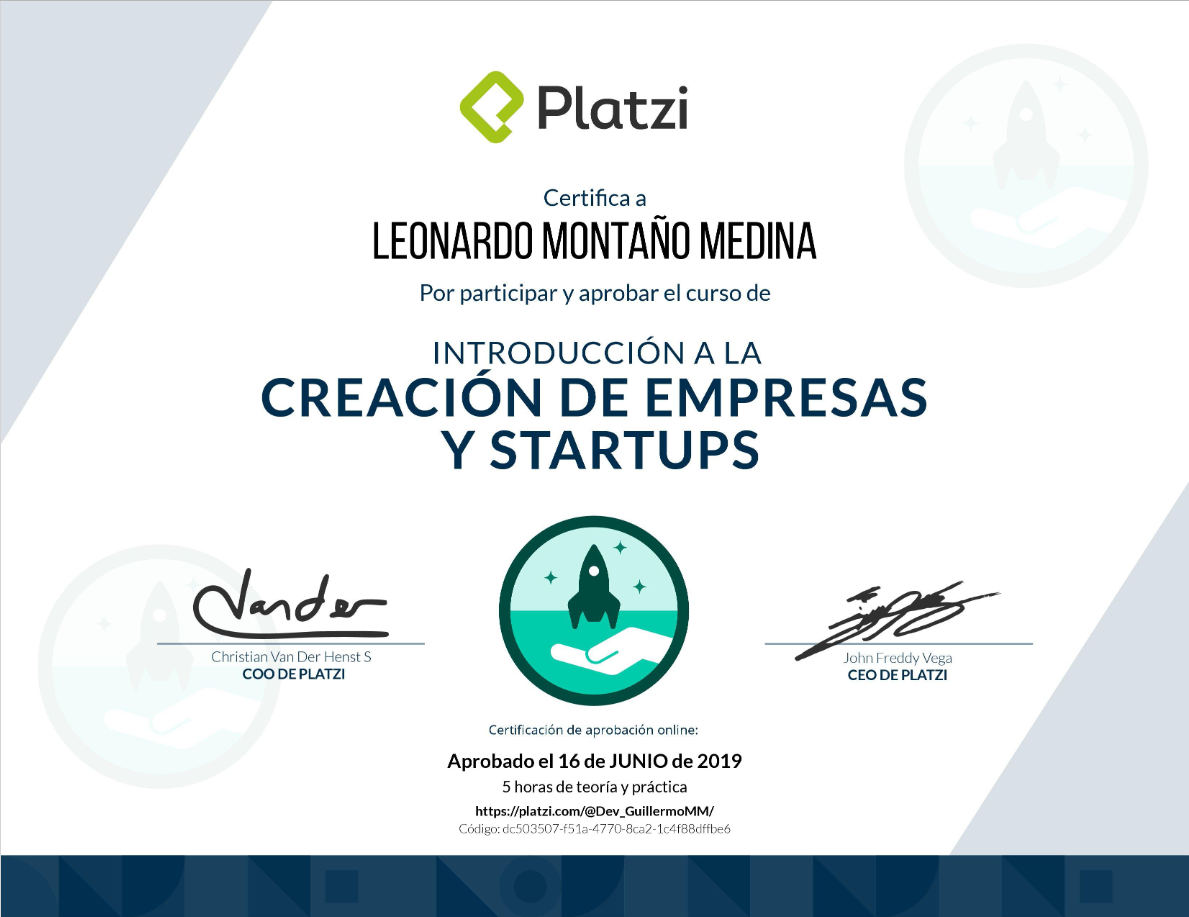 Platzi
Certifica a
LEONARDO MONTAÑO MEDINA
Por participar y aprobar el curso de
INTRODUCCIÓN A LA
CREACIÓN DE EMPRESAS
Y STARTUPS
Vander
Christian Van Der Henst S
COO DE PLATZI
John Freddy Vega
CEO DE PLATZI
Certificación de aprobación online:
Aprobado el 16 de JUNIO de 2019
5 horas de teoría y práctica
https://platzi.com/@Dev_GuillermoMM/
Código: dc503507-f51a-4770-8ca2-1c4f88dffbe6